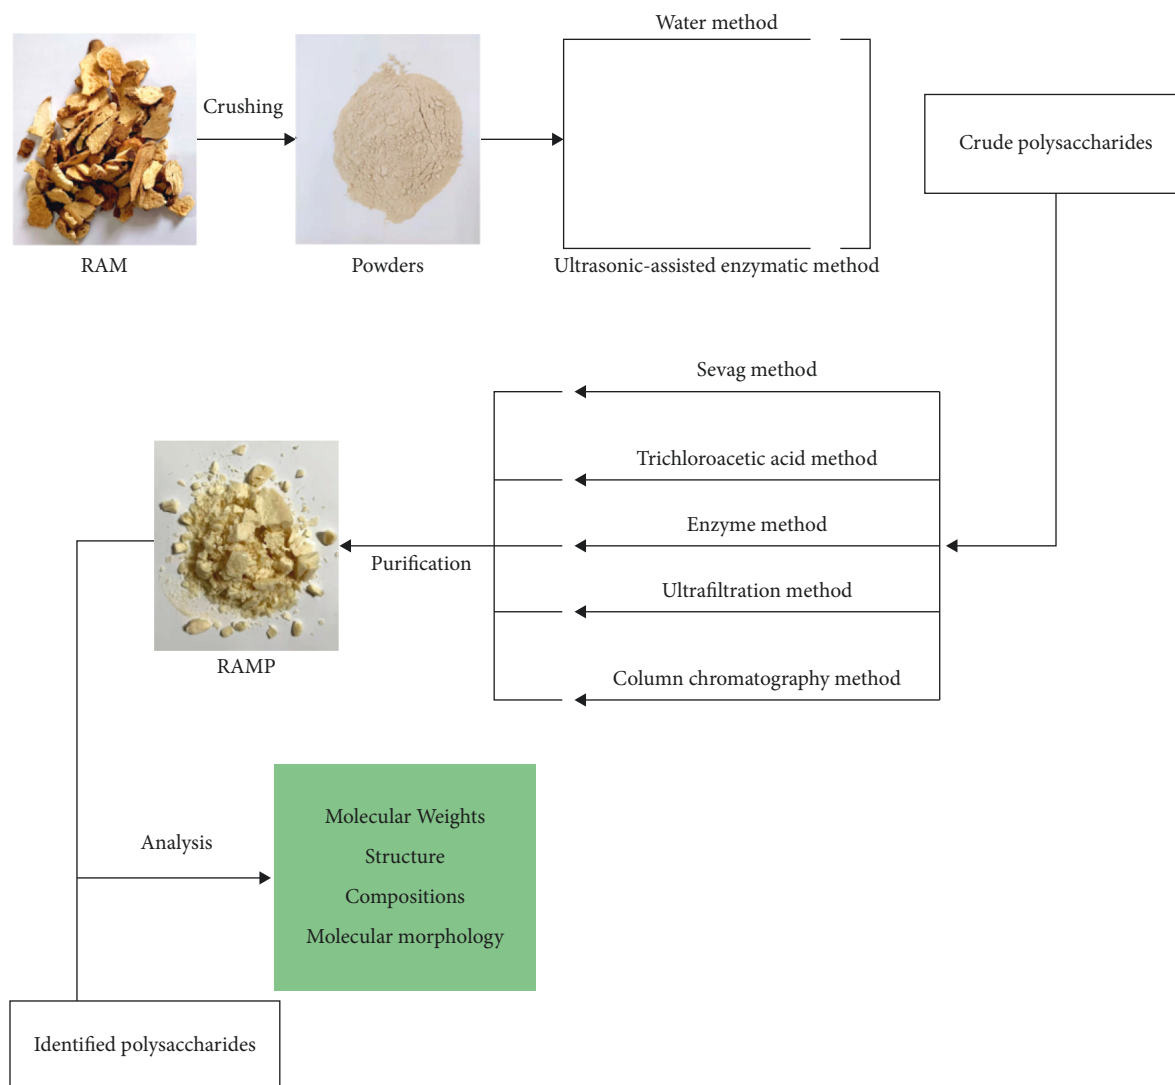 Water method
Crushing
Crude polysaccharides
RAM
Powders
Ultrasonic-assisted enzymatic method
Sevag method
Trichloroacetic acid method
Enzyme method
Purification
Ultrafiltration method
RAMP
Column chromatography method
Molecular Weights
Analysis
Structure
Compositions
Molecular morphology
Identified polysaccharides